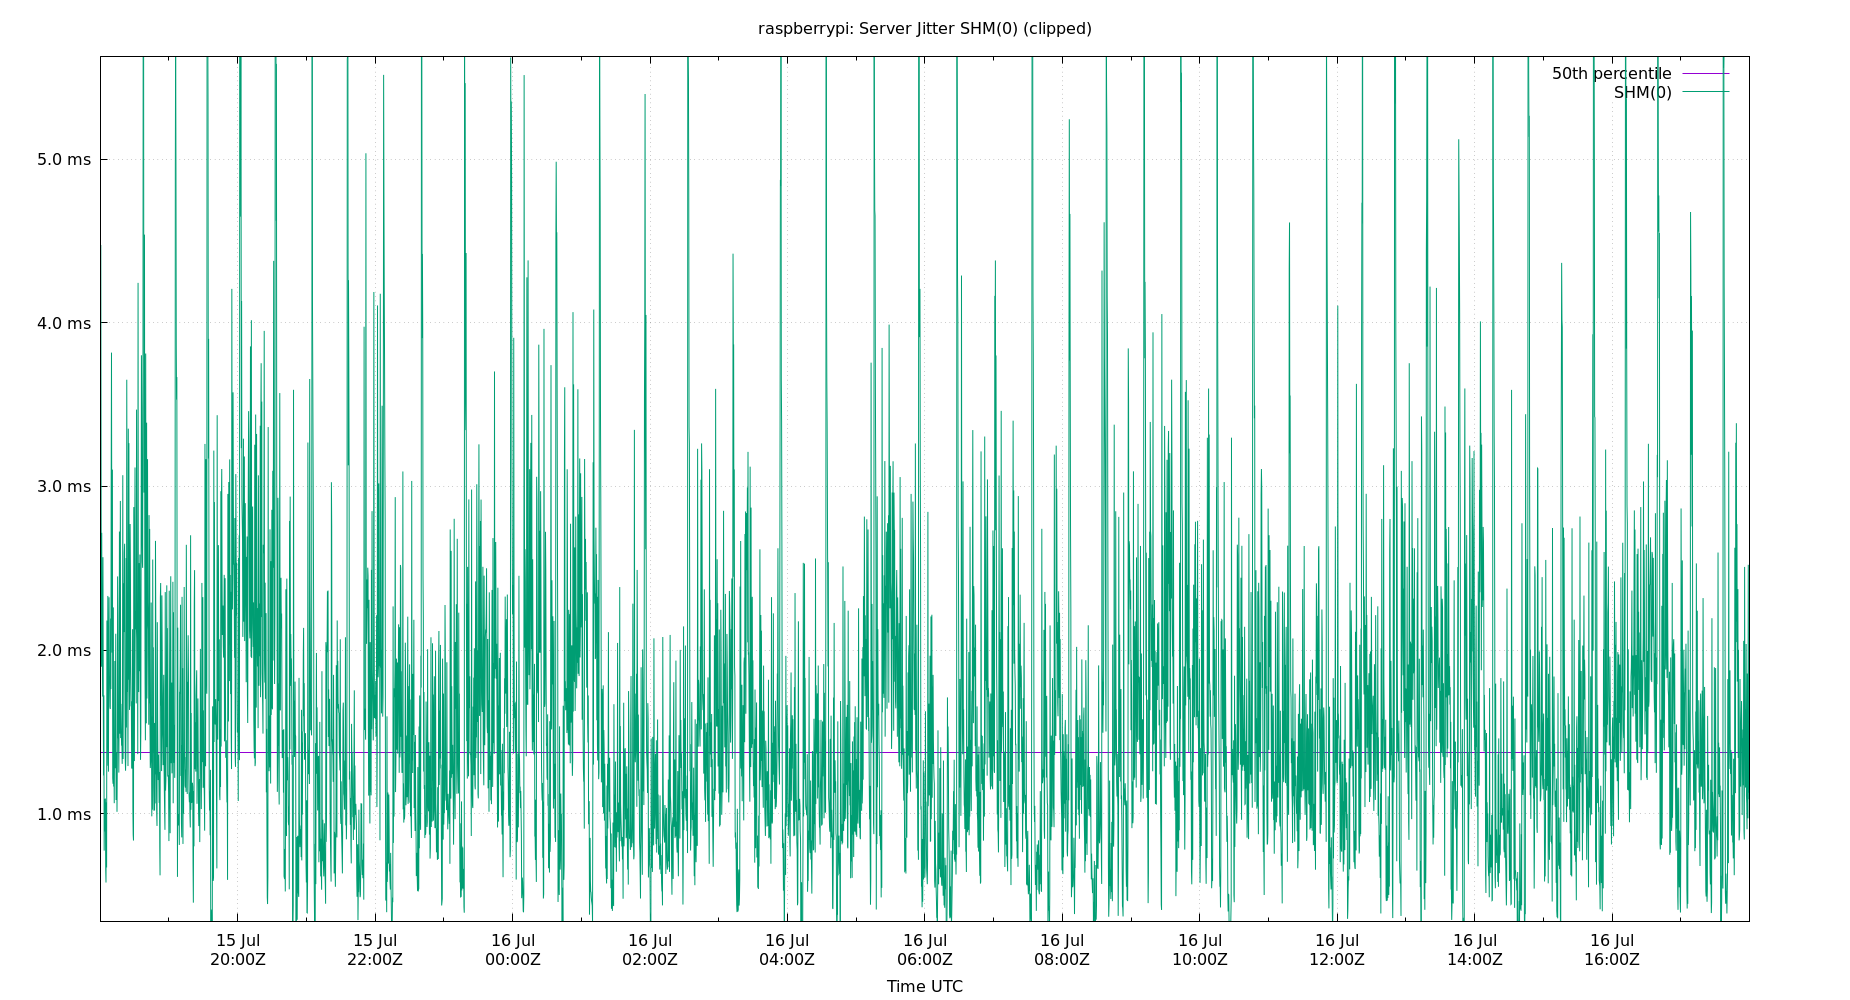 raspberrypi: Server Jitter SHM(0) (clipped)
50th percentile
SHM(0)
5.0 ms
4.0 ms
3.0 ms
2.0 ms
1.0 ms
15 Jul 15 Jul 16 Jul 16 Jul 16 Jul 16 Jul 16 Jul 16 Jul 16 Jul 16 Jul 16 Jul
20:00Z 22:00Z 00:00Z 02:00Z 04:00Z 06:00Z 08:00Z 10:00Z 12:00Z 14:00Z 16:00Z
Time UTC